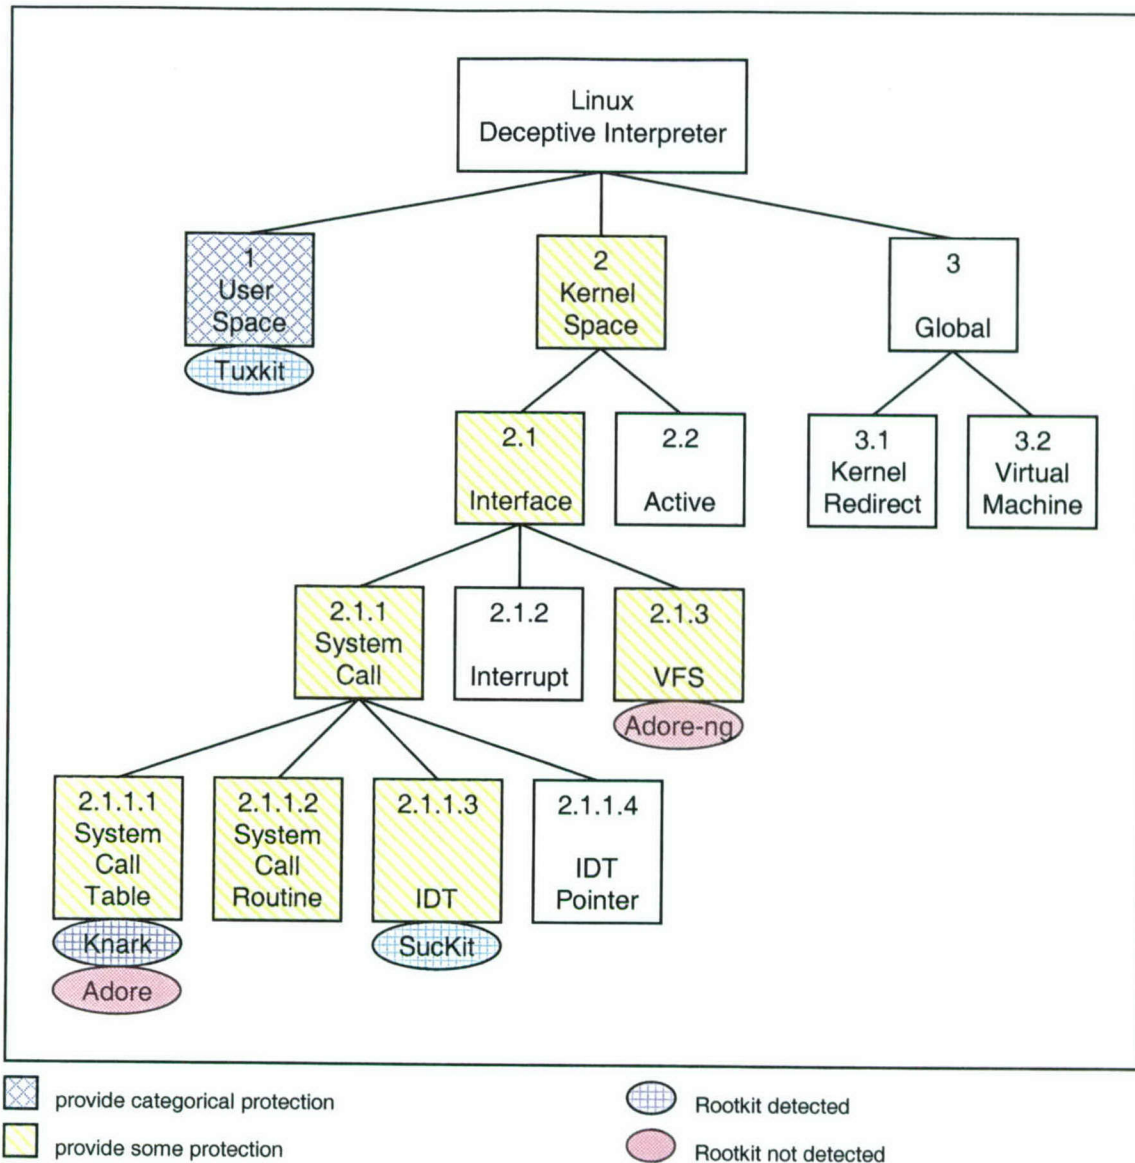 Linux
Deceptive Interpreter
1
User
Space
Tuxkit
2
Kernel
Space
3
Global
2.1
Interface
2.2
Active
3.1
Kernel
Redirect
3.2
Virtual
Machine
2.1.1
System
Call
2.1.2
Interrupt
2.1.3
VFS
Adore-ng
2.1.1.1
System
Call
Table
Knark
Adore
2.1.1.2
System
Call
Routine
2.1.1.3
IDT
SucKit
2.1.1.4
IDT
Pointer
provide categorical protection
provide some protection
Rootkit detected
Rootkit not detected